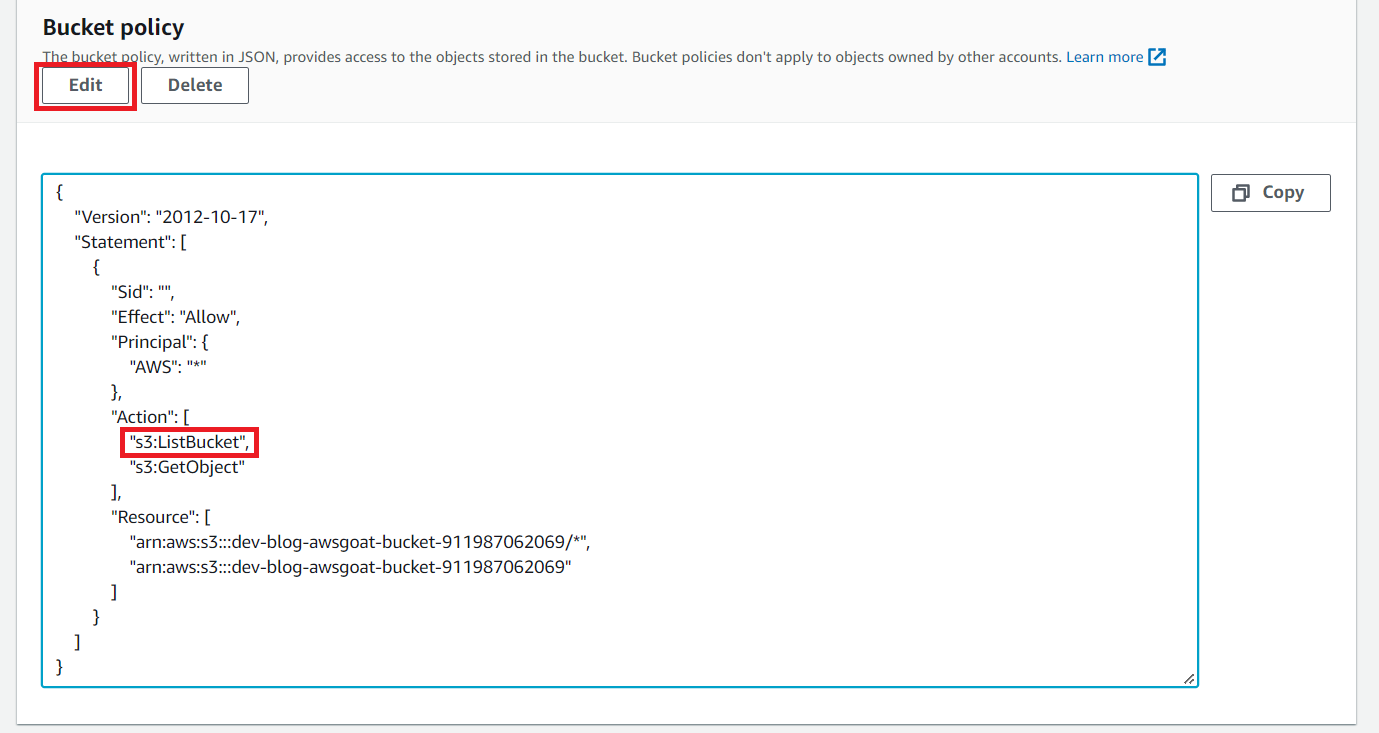 Bucket policy
The bucket policy, written in JSON, provides access to the objects stored in the bucket. Bucket policies don't apply to objects owned by other accounts. Learn more
Edit Delete
Copy
{
"Version": "2012-10-17",
"Statement": [
{
"Sid": "",
"Effect": "Allow",
"Principal": {
"AWS": "*"
},
"Action": [
"s3:ListBucket",
"s3:GetObject"
],
"Resource": [
"arn:aws:s3:::dev-blog-awsgoat-bucket-911987062069/*",
"arn:aws:s3:::dev-blog-awsgoat-bucket-911987062069"
]
}
]
}